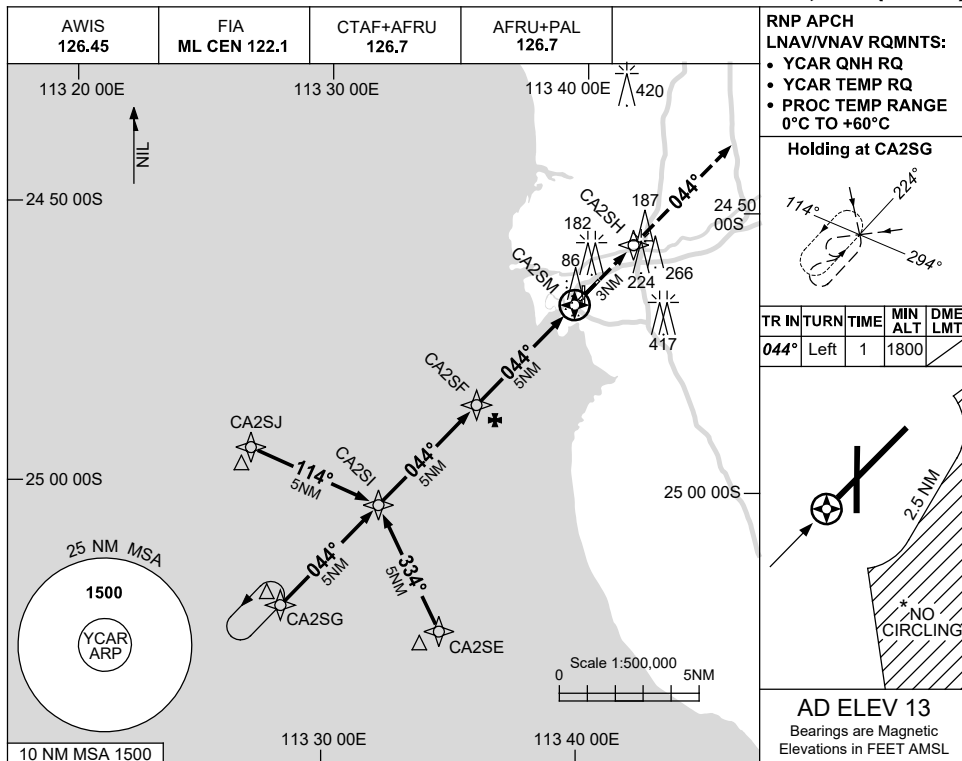 AWIS
126.45
FIA
ML CEN 122.1
CTAF+AFRU
126.7
AFRU+PAL
126.7
RNP APCH
LNAV/VNAV RQMNTS:
• YCAR QNH RQ
• YCAR TEMP RQ
• PROC TEMP RANGE
0°C TO +60°C
113 20 00E
113 30 00E
113 40 00E
420
NIL
24 50 00S
24 50
00S
044°
CA2SH
187
182
86
266
224
3NM
CA2SM
417
044°
5NM
CA2SF
CA2SJ
114°
5NM
CA2SI
044°
5NM
25 00 00S
25 00 00S
044°
5NM
334°
5NM
CA2SG
CA2SE
25 NM MSA
1500
YCAR
ARP
10 NM MSA 1500
Scale 1:500,000
0
5NM
113 30 00E
113 40 00E
Holding at CA2SG
114°
224°
294°
TR IN
TURN
TIME
MIN
ALT
DME
LMT
044°
Left
1
1800
2.5 NM
*NO
CIRCLING
AD ELEV 13
Bearings are Magnetic
Elevations in FEET AMSL